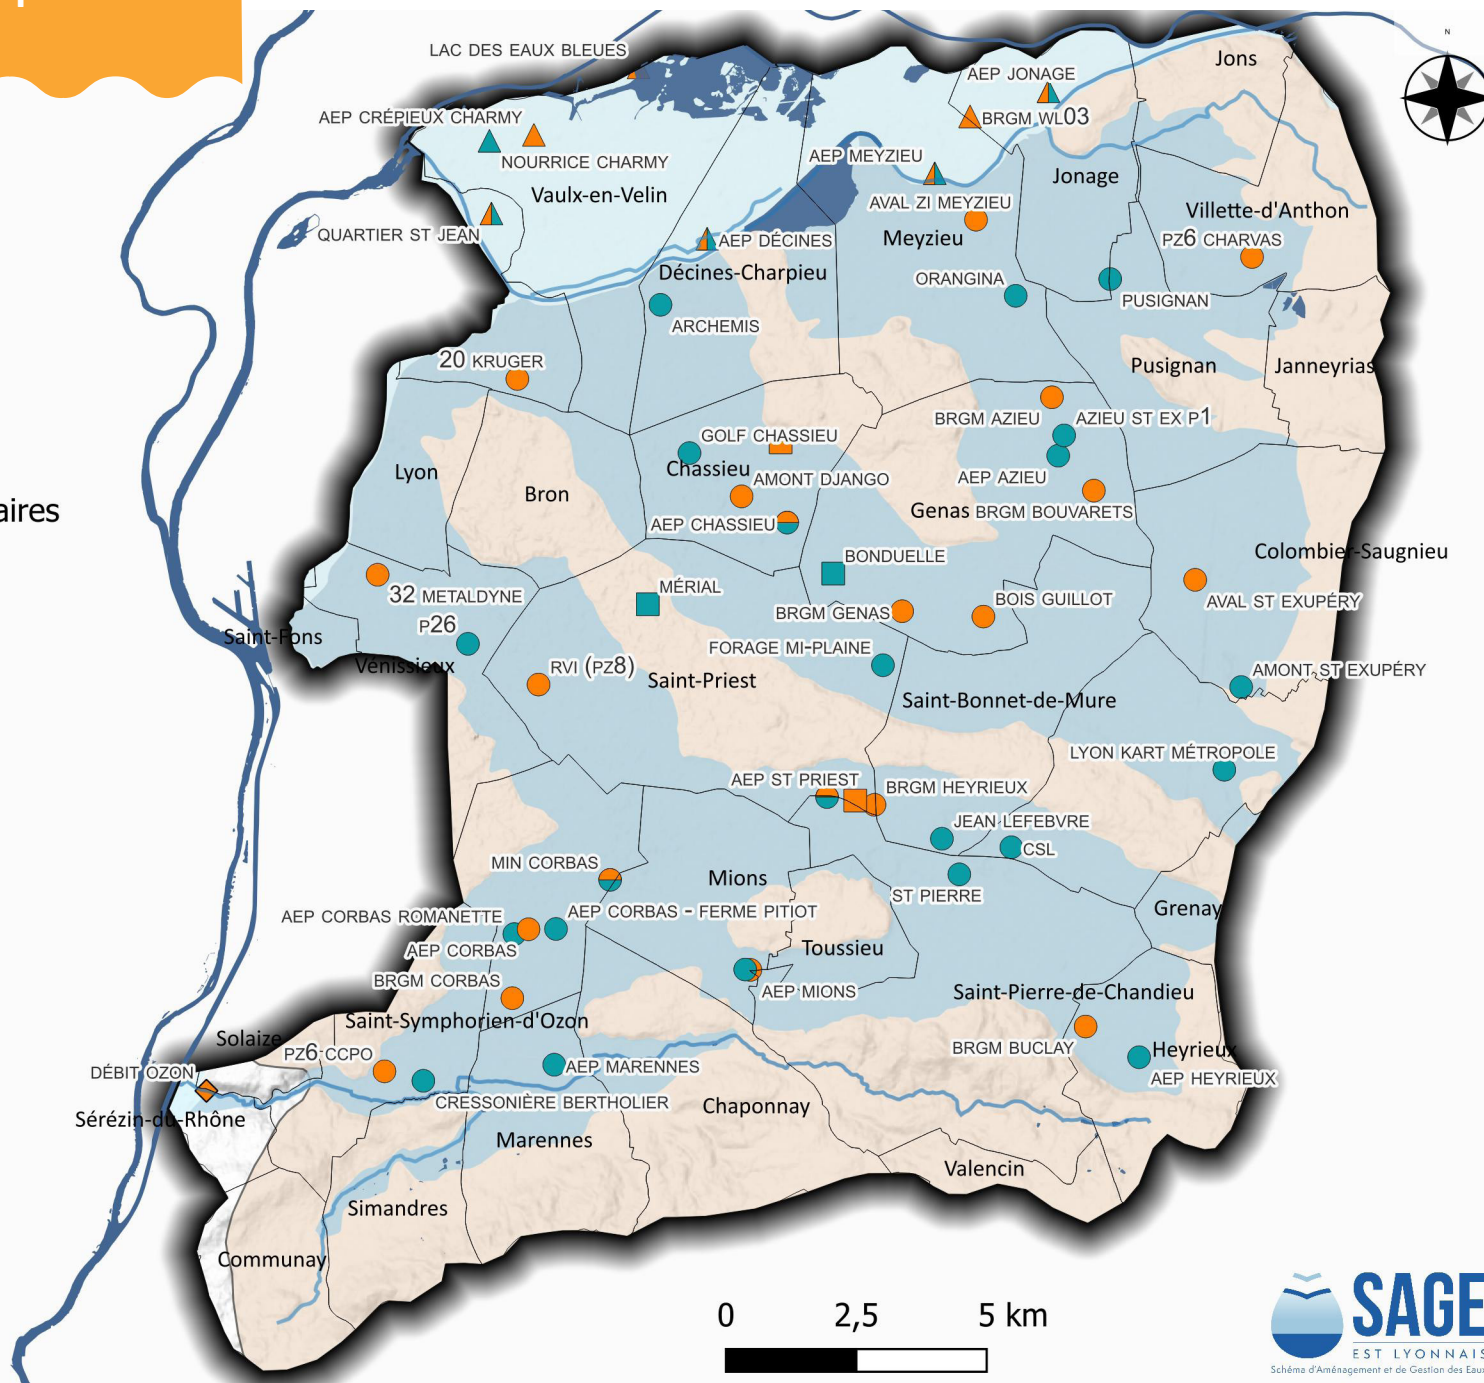 LAC DES EAUX BLEUES
Jons
N
AEP JONAGE
AEP CRÉPIEUX CHARMY
BRGM WL03
NOURRICE CHARMY
AEP MEYZIEU
Jonage
Vaulx-en-Velin
AVAL ZI MEYZIEU
Villette-d'Anthon
QUARTIER ST JEAN
AEP DÉCINES
Meyzieu
PZ6 CHARVAS
Décines-Charpieu
ORANGINA
PUSIGNAN
ARCHEMIS
20 KRUGER
Pusignan
Janneyrias
BRGM AZIEU
AZIEU ST EX P1
GOLF CHASSIEU
Lyon
Chassieu
AMONT DJANGO
AEP AZIEU
Bron
aires
Genas
BRGM BOUVARETS
AEP CHASSIEU
BONDUELLE
Colombier-Saugnieu
MÉRIAL
32 METALDYNE
BRGM GENAS
BOIS GUILLOT
AVAL ST EXUPÉRY
P26
Saint-Fons
FORAGE MI-PLAINE
Vénissieux
RVI (PZ8)
Saint-Priest
AMONT ST EXUPÉRY
Saint-Bonnet-de-Mure
LYON KART MÉTROPOLE
AEP ST PRIEST
BRGM HEYRIEUX
JEAN LEFEBVRE
CSL
MIN CORBAS
Mions
ST PIERRE
AEP CORBAS ROMANETTE
AEP CORBAS - FERME PITIOT
Grenay
AEP CORBAS
Toussieu
BRGM CORBAS
AEP MIONS
Saint-Pierre-de-Chandieu
Saint-Symphorien-d'Ozon
Solaize
PZ6 CCPO
BRGM BUCLAY
Heyrieux
DÉBIT OZON
AEP MARENNES
AEP HEYRIEUX
CRESSONIÈRE BERTHOLIER
Sérézin-du-Rhône
Chaponnay
Marennes
Valencin
Simandres
Communay
0 2,5 5 km
SAGE
EST LYONNAIS
Schéma d'Aménagement et de Gestion des Eaux